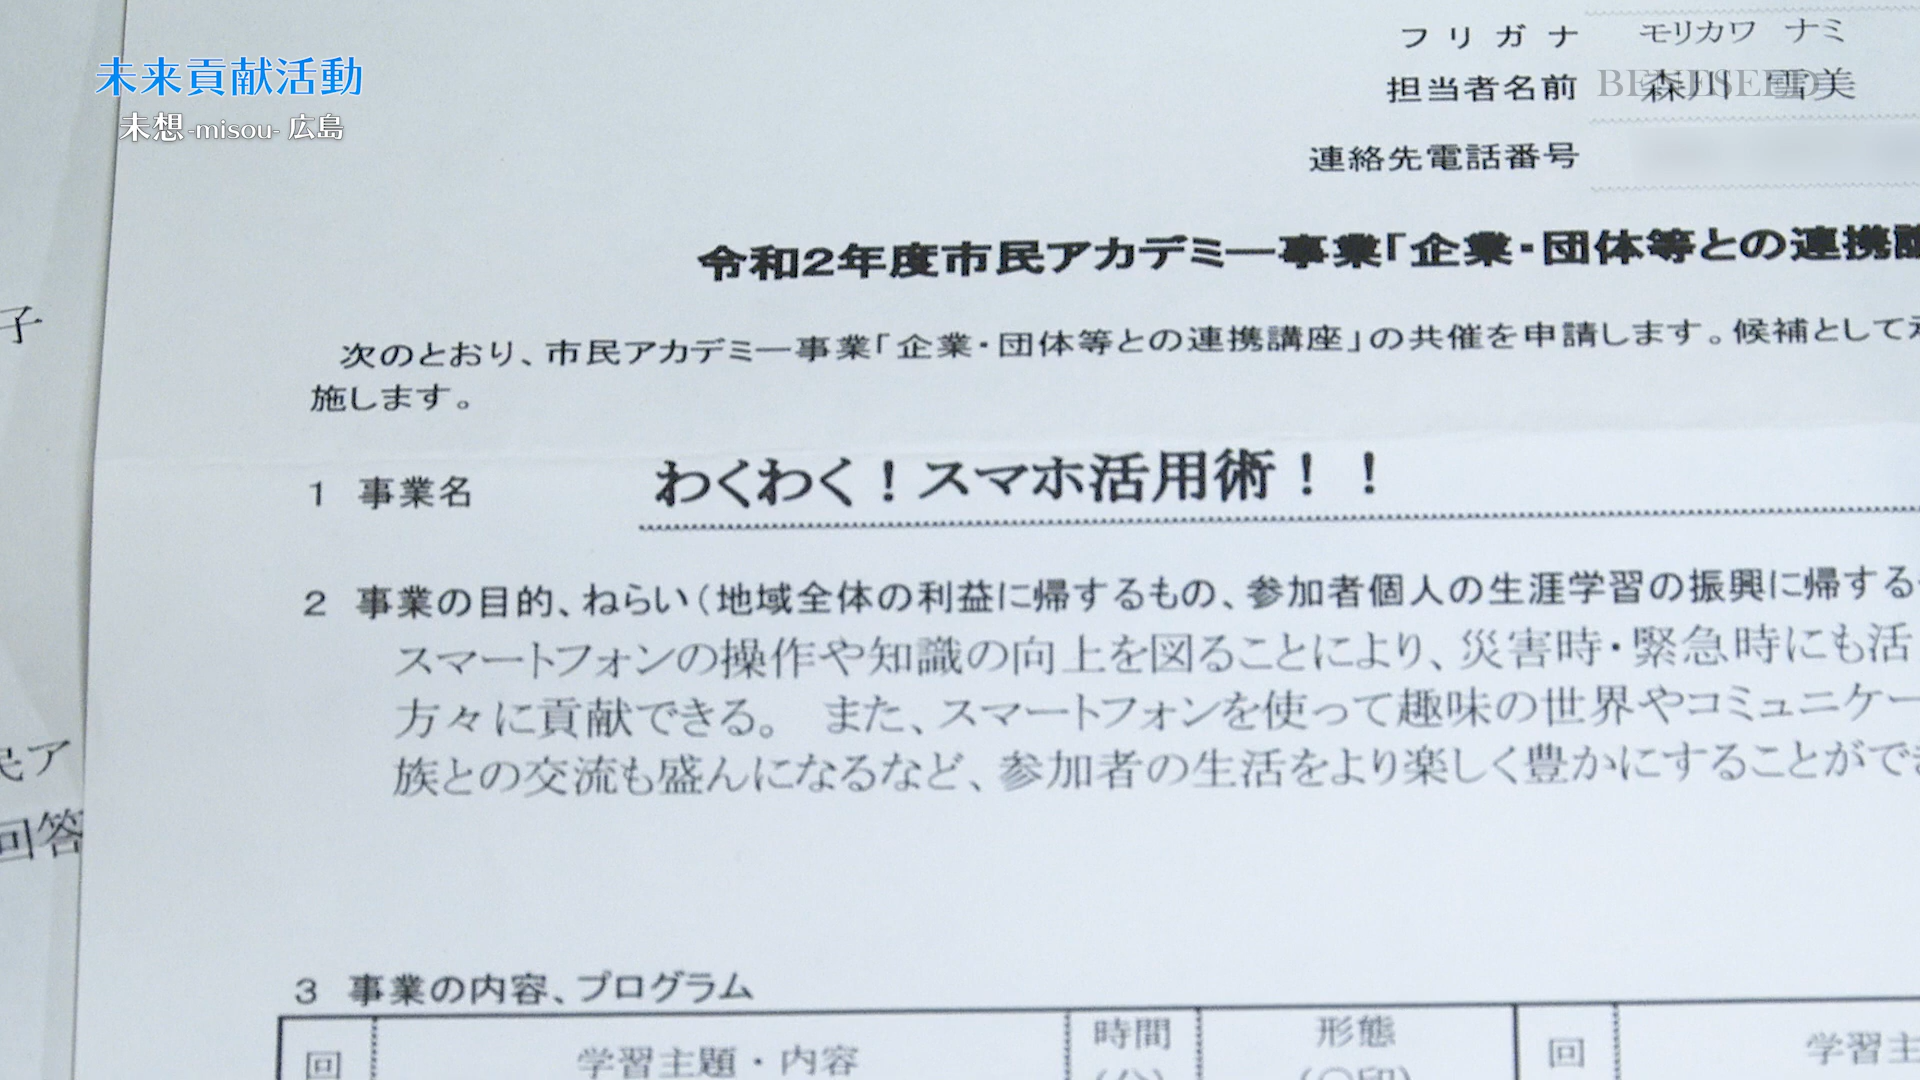 未来貢献活動
未想-misou- 広島
フリガナ モリカワ ナミ
担当者名前 森川 雪美
BENESEED
連絡先電話番号
令和2年度市民アカデミー事業「企業・団体等との連携講
次のとおり、市民アカデミー事業「企業・団体等との連携講座」の共催を申請します。候補として
施します。
1 事業名 わくわく！スマホ活用術！！
2 事業の目的、ねらい（地域全体の利益に帰するもの、参加者個人の生涯学習の振興に帰する
スマートフォンの操作や知識の向上を図ることにより、災害時・緊急時にも活
方々に貢献できる。 また、スマートフォンを使って趣味の世界やコミュニケー
族との交流も盛んになるなど、参加者の生活をより楽しく豊かにすることができ
3 事業の内容、プログラム
回 学習主題・内容 時間 形態 回 学習主
子
民ア
回答